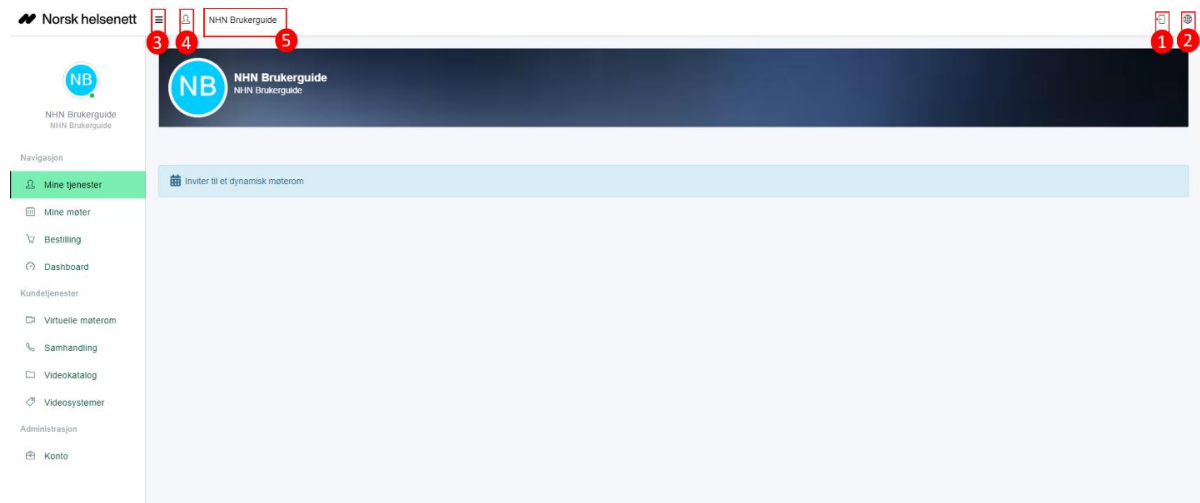 Norsk helsenett
NHN Brukerguide
3
4
5
1
2
NB
NHN Brukerguide
NHN Brukerguide
NB
NHN Brukerguide
NHN Brukerguide
Navigasjon
Mine tjenester
Inviter til et dynamisk møterom
Mine møter
Bestilling
Dashboard
Kundetjenester
Virtuelle møterom
Samhandling
Videokatalog
Videosystemer
Administrasjon
Konto